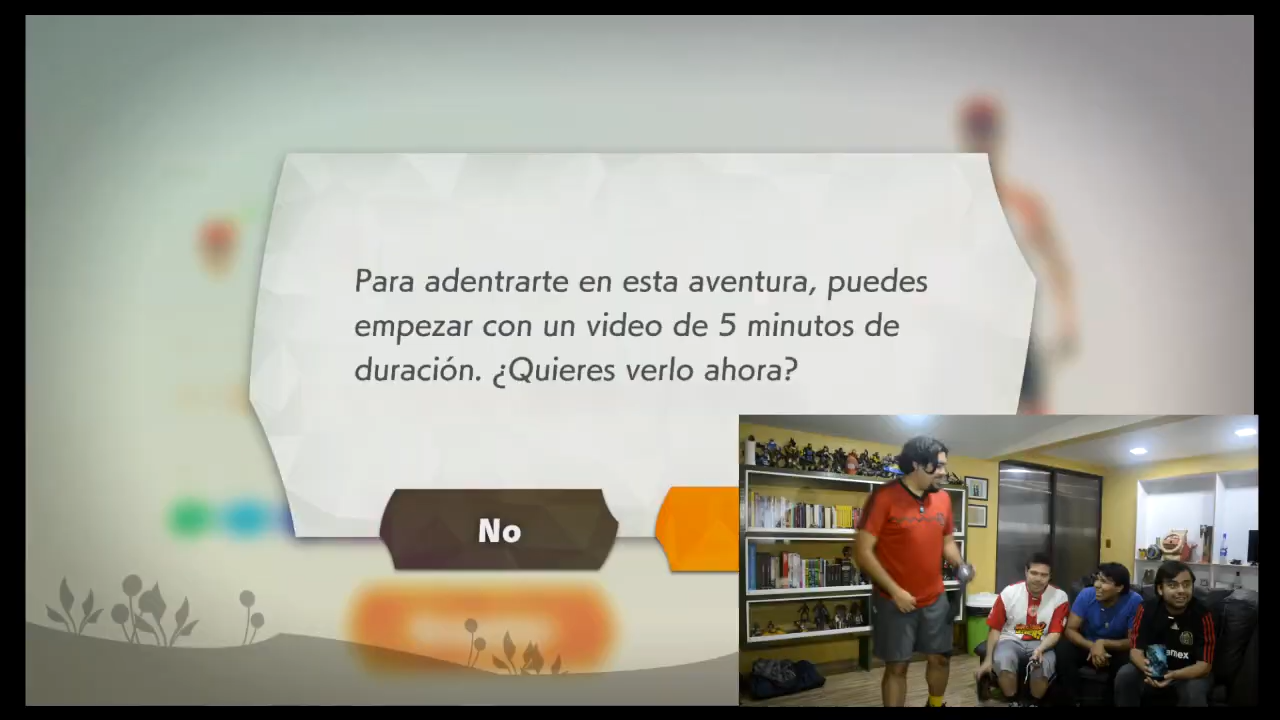 Para adentrarte en esta aventura, puedes
empezar con un video de 5 minutos de
duración. ¿Quieres verlo ahora?
No